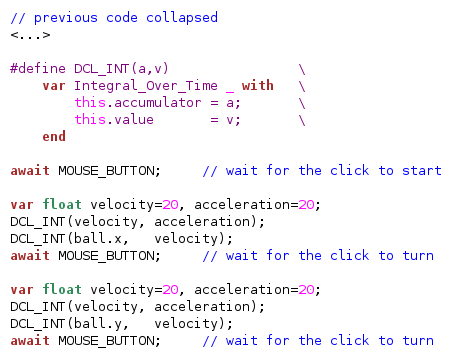 // previous code collapsed
<...>
#define DCL_INT(a,v) \
var Integral_Over_Time _ with \
this.accumulator = a; \
this.value = v; \
end
await MOUSE_BUTTON; // wait for the click to start
var float velocity=20, acceleration=20;
DCL_INT(velocity, acceleration);
DCL_INT(ball.x, velocity);
await MOUSE_BUTTON; // wait for the click to turn
var float velocity=20, acceleration=20;
DCL_INT(velocity, acceleration);
DCL_INT(ball.y, velocity);
await MOUSE_BUTTON; // wait for the click to turn